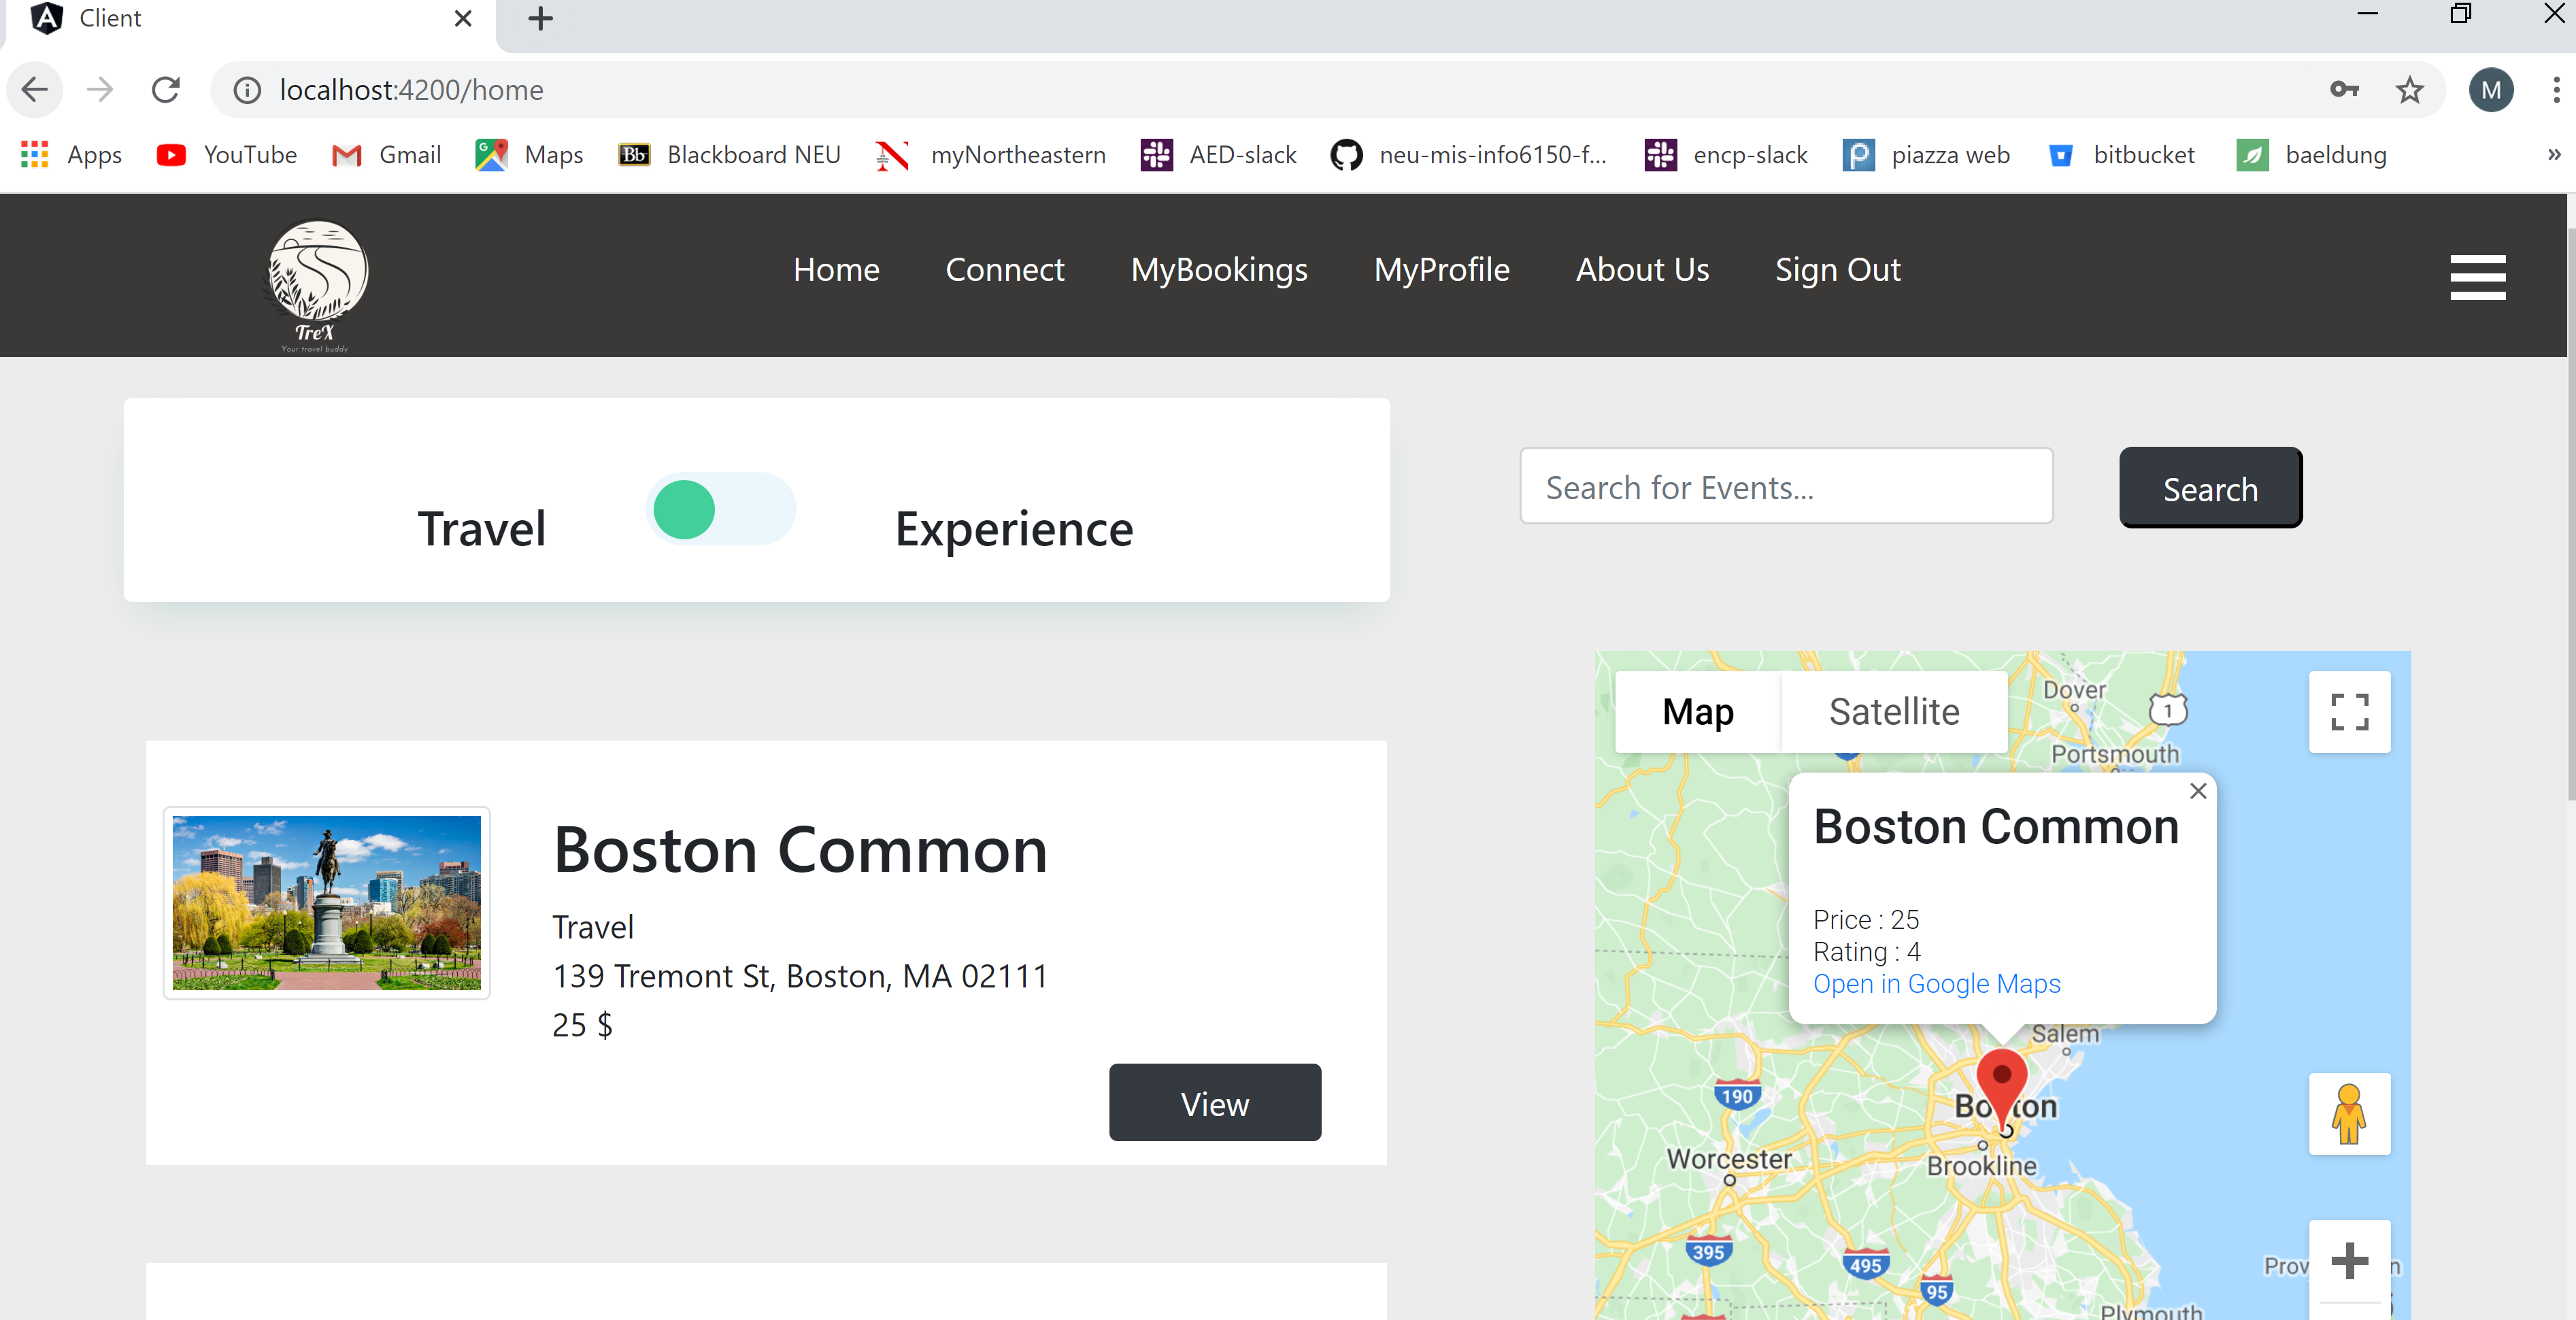 Client
localhost:4200/home
M
Apps YouTube Gmail Maps Blackboard NEU myNortheastern AED-slack neu-mis-info6150-f... encp-slack piazza web bitbucket baeldung »
TreX
Your travel buddy
Home Connect MyBookings MyProfile About Us Sign Out
Travel Experience
Search for Events...
Search
Boston Common
Travel
139 Tremont St, Boston, MA 02111
25 $
View
Map Satellite
Dover
1
Portsmouth
Boston Common
Price : 25
Rating : 4
Open in Google Maps
Salem
190
Worcester
Brookline
395
495
95
Plymouth